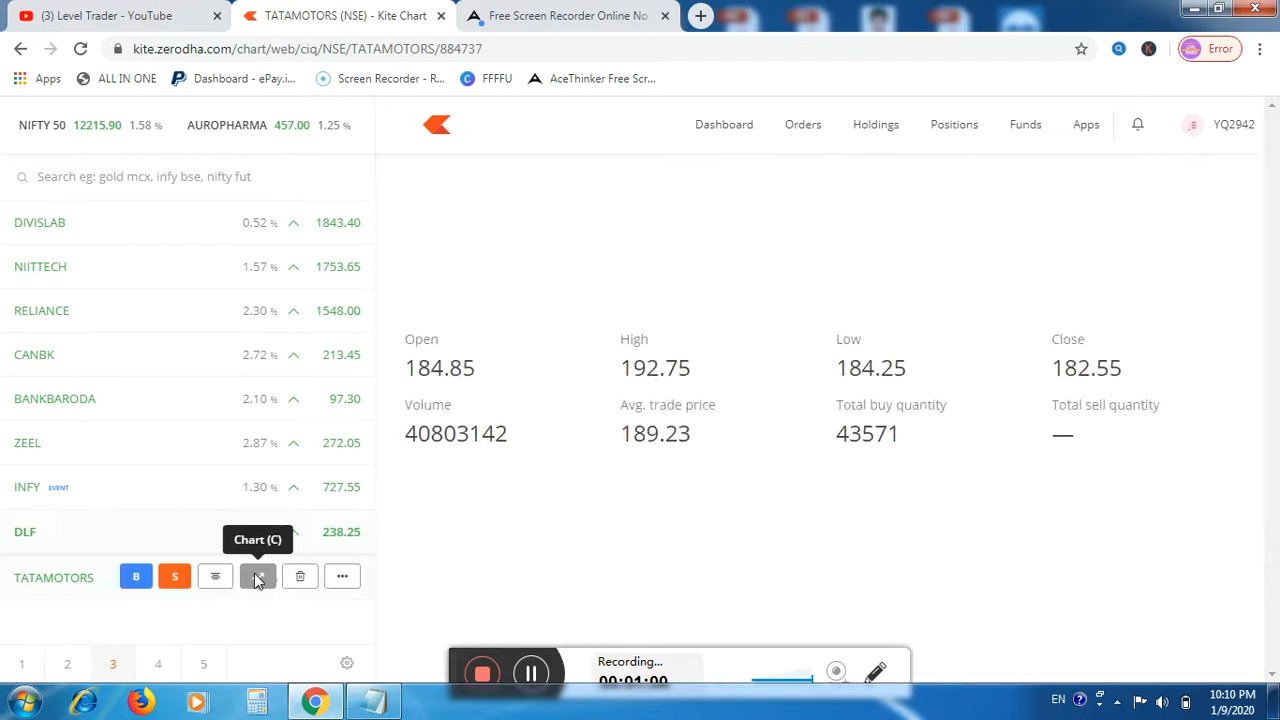 (3) Level Trader - YouTube
TATAMOTORS (NSE) - Kite Chart
Free Screen Recorder Online No
kite.zerodha.com/chart/web/ciq/NSE/TATAMOTORS/884737
K
Error
Apps
ALL IN ONE
Dashboard - ePay.i...
Screen Recorder - R...
C FFFFU
AceThinker Free Scr...
NIFTY 50 12215.90 1.58 %
AUROPHARMA 457.00 1.25 %
Dashboard
Orders
Holdings
Positions
Funds
Apps
JB YQ2942
Search eg: gold mcx, infy bse, nifty fut
DIVISLAB 0.52 % 1843.40
NIITTECH 1.57 % 1753.65
RELIANCE 2.30 % 1548.00
CANBK 2.72 % 213.45
BANKBARODA 2.10 % 97.30
ZEEL 2.87 % 272.05
INFY EVENT 1.30 % 727.55
DLF 238.25
Chart (C)
TATAMOTORS B S
1 2 3 4 5
Open
184.85
High
192.75
Low
184.25
Close
182.55
Volume
40803142
Avg. trade price
189.23
Total buy quantity
43571
Total sell quantity
—
Recording...
00:01:00
EN
10:10 PM
1/9/2020